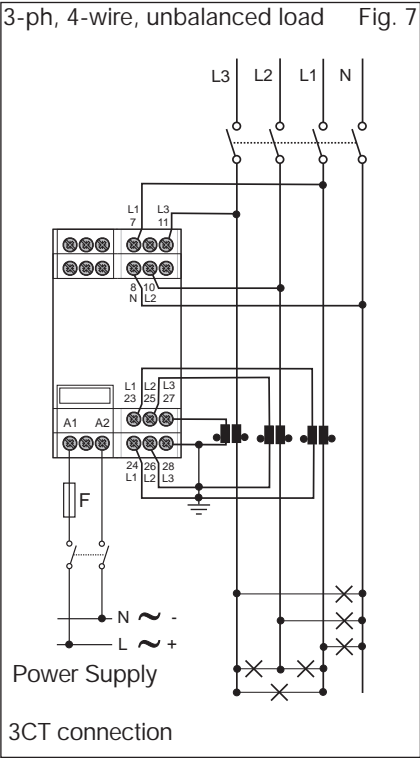 3-ph, 4-wire, unbalanced load Fig. 7
L3 L2 L1 N
L1 L3
7 11
8 10
N L2
L1 L2 L3
23 25 27
A1 A2
24 26 28
L1 L2 L3
F
N ~ -
L ~ +
Power Supply
3CT connection